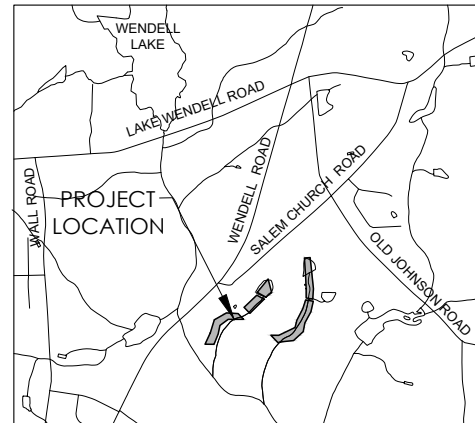 WENDELL
LAKE
LAKE WENDELL ROAD
WALL ROAD
PROJECT
LOCATION
WENDELL ROAD
SALEM CHURCH ROAD
OLD JOHNSON ROAD